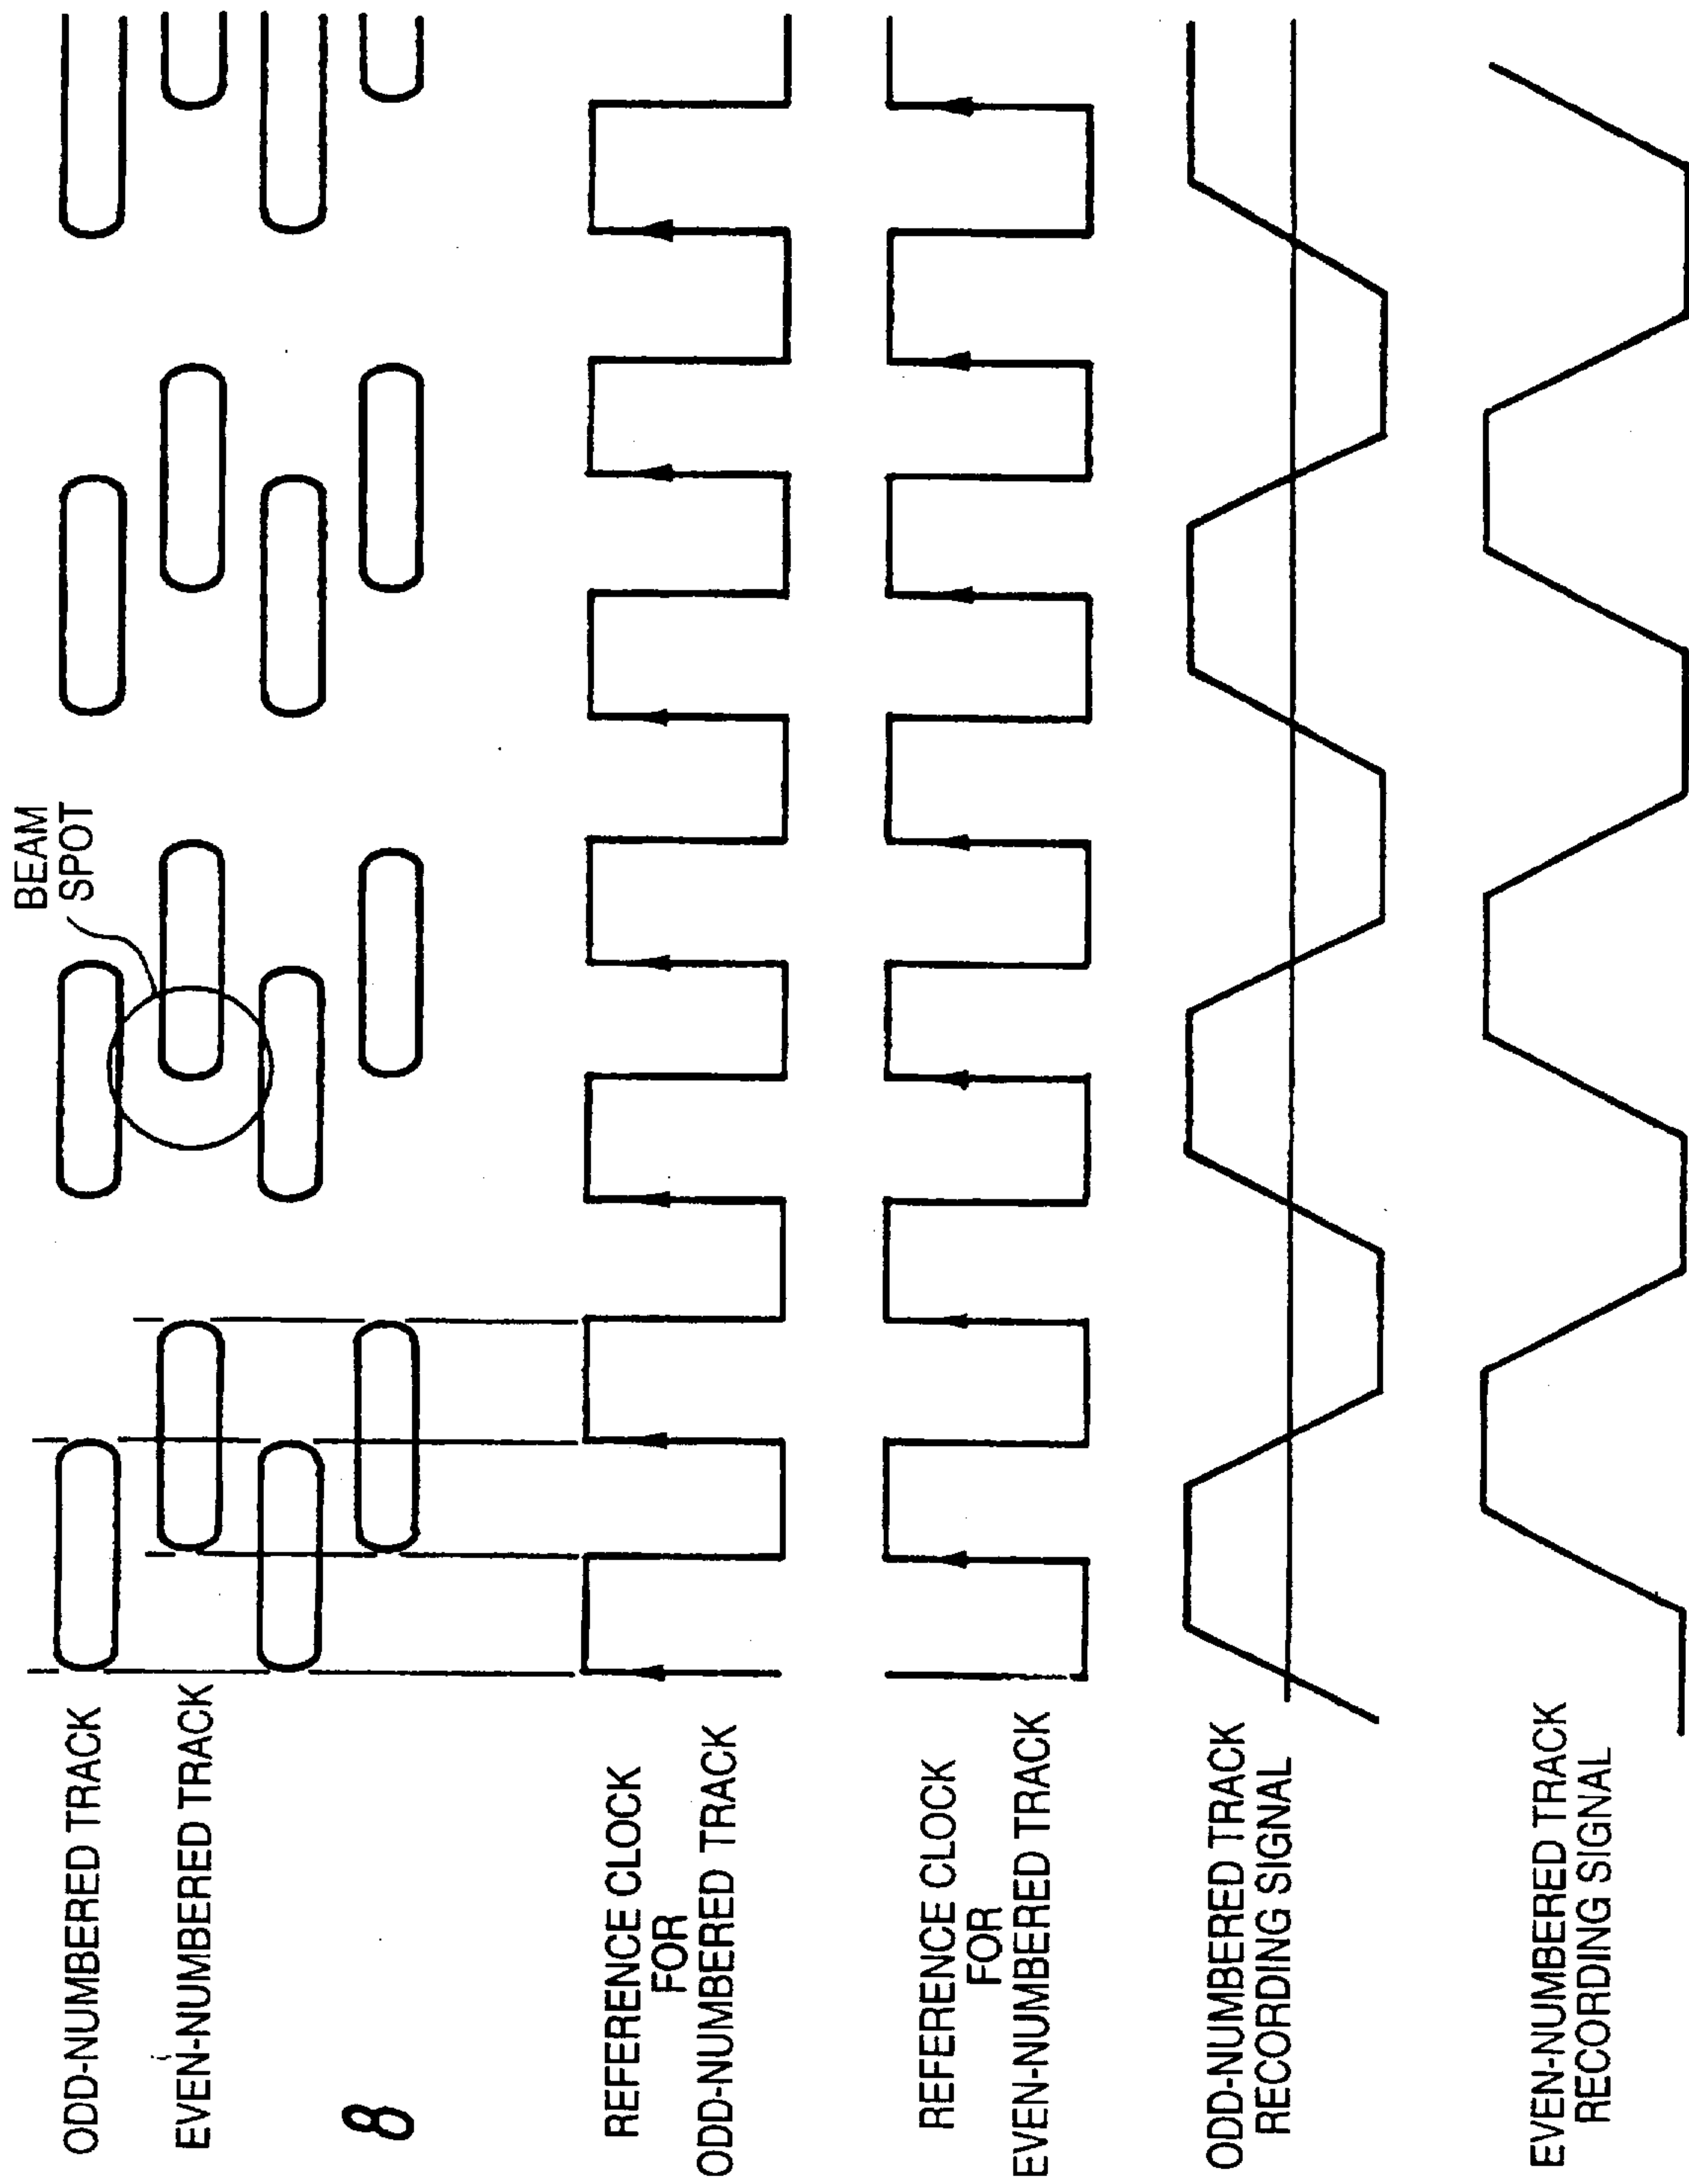 BEAM
SPOT
ODD-NUMBERED TRACK
EVEN-NUMBERED TRACK
8
REFERENCE CLOCK
FOR
ODD-NUMBERED TRACK
REFERENCE CLOCK
FOR
EVEN-NUMBERED TRACK
ODD-NUMBERED TRACK
RECORDING SIGNAL
EVEN-NUMBERED TRACK
RECORDING SIGNAL